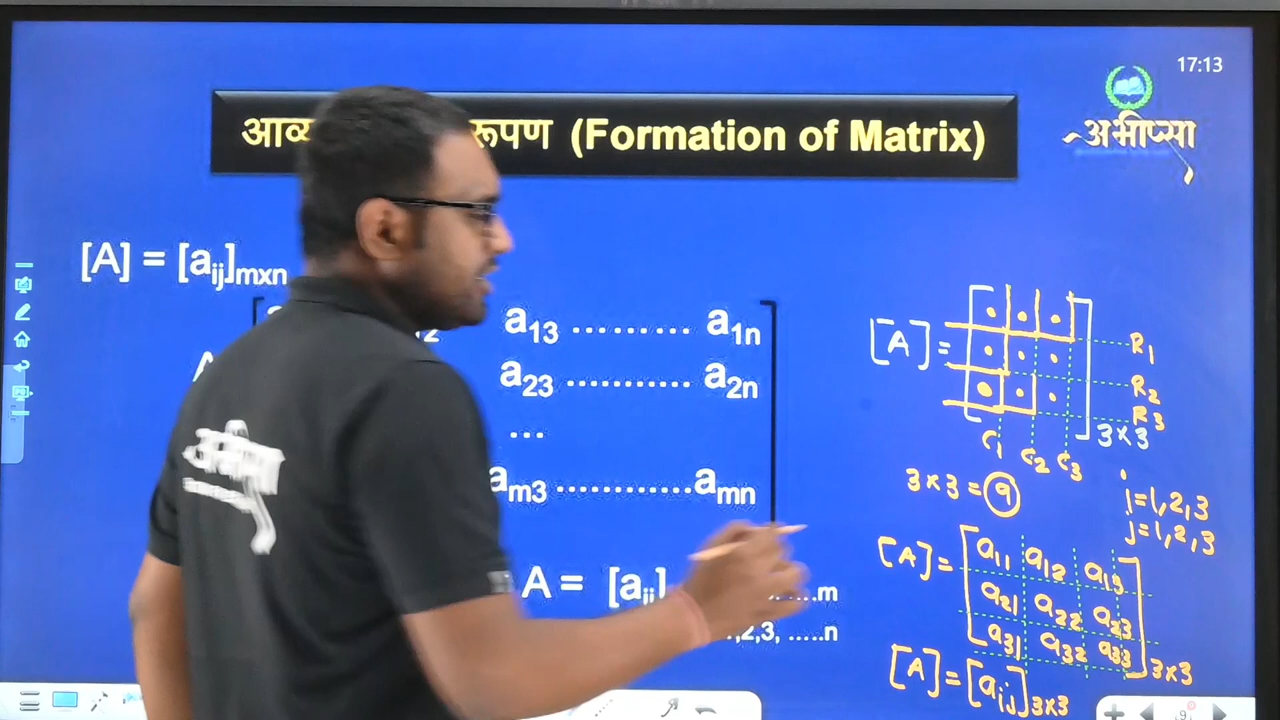 17:13
(Formation of Matrix)
अभीप्सा
[A] = [aij]mxn
a13 ......... a1n
a23 ........... a2n
...
am3 ............amn
A = [aij]
.....m
,2,3, .....n
[A] =
R1
R2
R3
3×3
C1 C2 C3
3×3=9
i=1,2,3
j=1,2,3
[A]= a11 a12 a13
a21 a22 a23
a31 a32 a33
3×3
[A]=[aij]3×3